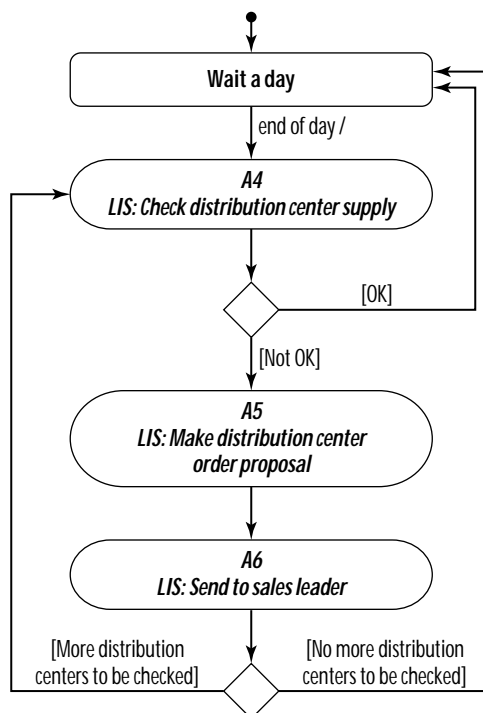 Wait a day
end of day /
A4
LIS: Check distribution center supply
[OK]
[Not OK]
A5
LIS: Make distribution center
order proposal
A6
LIS: Send to sales leader
[More distribution
centers to be checked]
[No more distribution
centers to be checked]